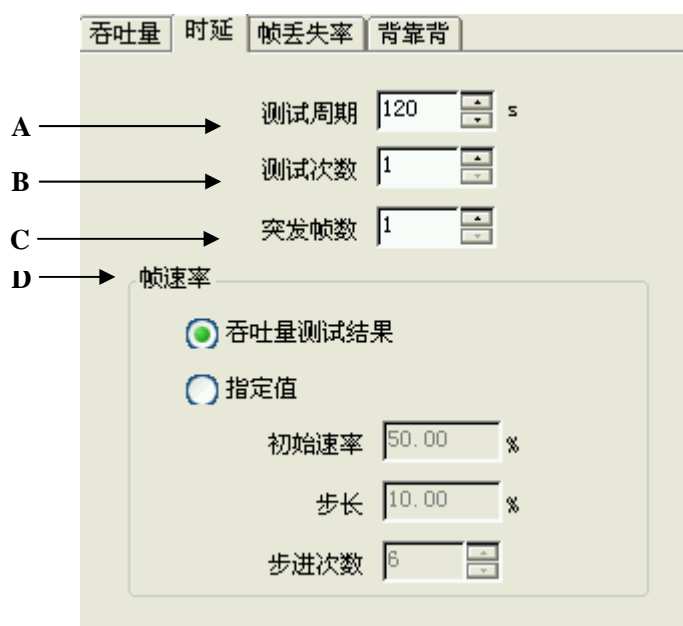 吞吐量 时延 帧丢失率 背靠背
A 测试周期 120 s
B 测试次数 1
C 突发帧数 1
D 帧速率
吞吐量测试结果
指定值
初始速率 50.00 %
步长 10.00 %
步进次数 6